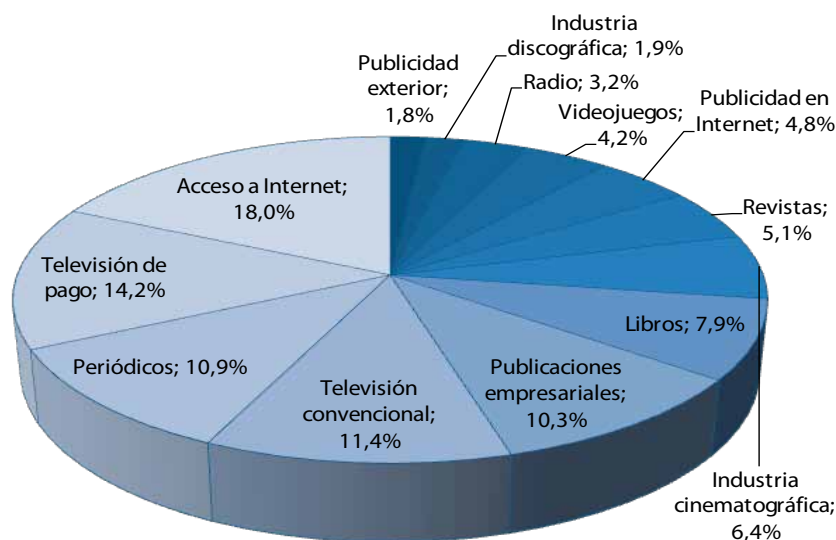 Industria
discográfica; 1,9%
Publicidad
exterior;
1,8%
Radio; 3,2%
Videojuegos;
4,2%
Publicidad en
Internet; 4,8%
Revistas;
5,1%
Acceso a Internet;
18,0%
Televisión de
pago; 14,2%
Libros; 7,9%
Periódicos; 10,9%
Televisión
convencional;
11,4%
Publicaciones
empresariales;
10,3%
Industria
cinematográfica;
6,4%